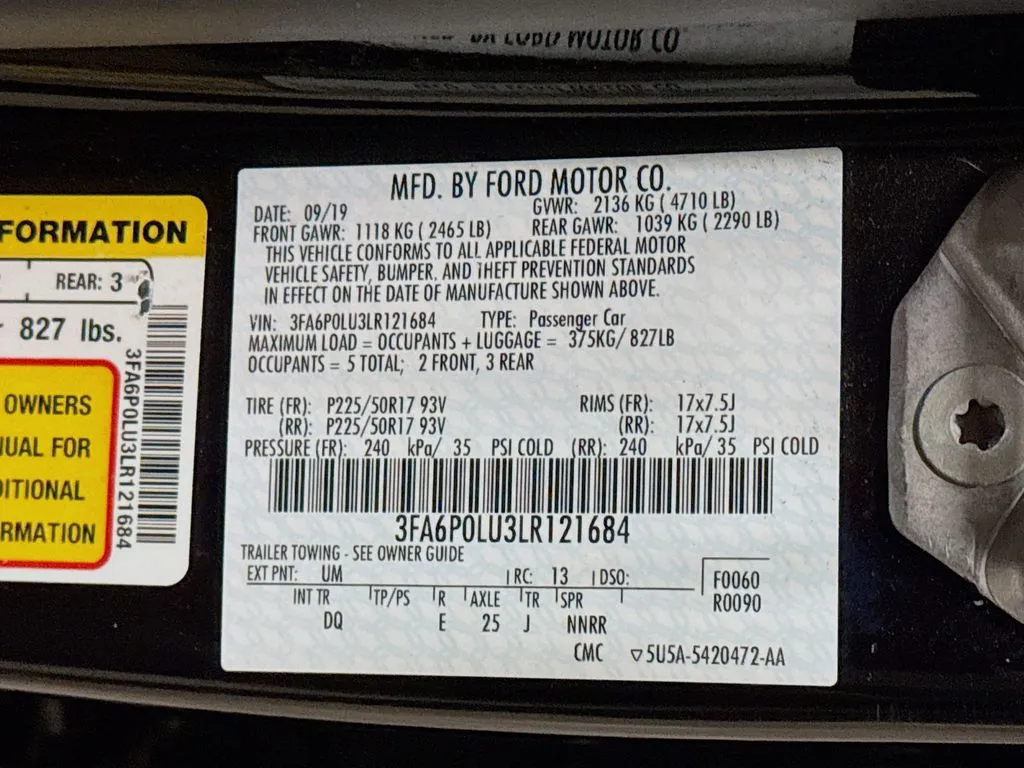 MFD. BY FORD MOTOR CO.
DATE: 09/19
GVWR: 2136 KG ( 4710 LB)
FRONT GAWR: 1118 KG ( 2465 LB)
REAR GAWR: 1039 KG ( 2290 LB)
THIS VEHICLE CONFORMS TO ALL APPLICABLE FEDERAL MOTOR
VEHICLE SAFETY, BUMPER, AND THEFT PREVENTION STANDARDS
IN EFFECT ON THE DATE OF MANUFACTURE SHOWN ABOVE.
VIN: 3FA6P0LU3LR121684 TYPE: Passenger Car
MAXIMUM LOAD = OCCUPANTS + LUGGAGE = 375KG/ 827LB
OCCUPANTS = 5 TOTAL; 2 FRONT, 3 REAR
TIRE (FR): P225/50R17 93V RIMS (FR): 17x7.5J
(RR): P225/50R17 93V (RR): 17x7.5J
PRESSURE (FR): 240 kPa/ 35 PSI COLD (RR): 240 kPa/ 35 PSI COLD
3FA6P0LU3LR121684
TRAILER TOWING - SEE OWNER GUIDE
EXT PNT: UM RC: 13 DSO:
F0060
R0090
INT TR TP/PS R AXLE TR SPR
DQ E 25 J NNRR
CMC ▽5U5A-5420472-AA
FORMATION
REAR: 3
827 lbs.
3FA6P0LU3LR121684
OWNERS
UAL FOR
DITIONAL
RMATION